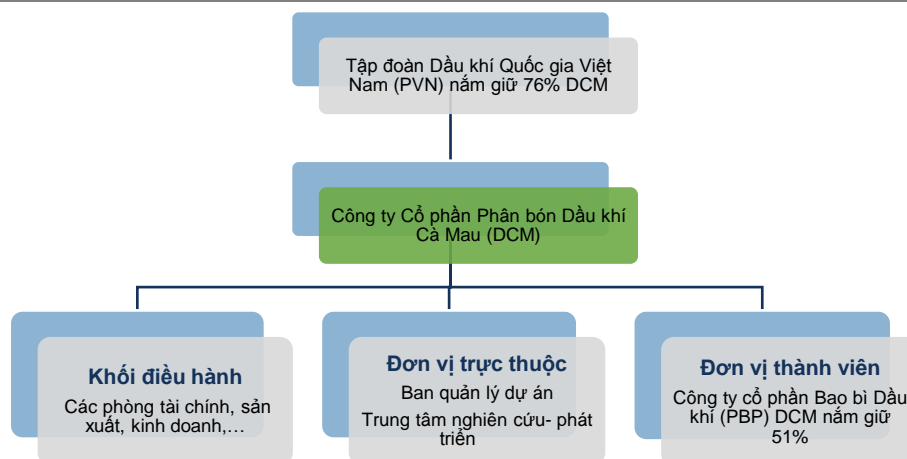 Tập đoàn Dầu khí Quốc gia Việt
Nam (PVN) nắm giữ 76% DCM
Công ty Cổ phần Phân bón Dầu khí
Cà Mau (DCM)
Khối điều hành
Các phòng tài chính, sản
xuất, kinh doanh,…
Đơn vị trực thuộc
Ban quản lý dự án
Trung tâm nghiên cứu- phát
triển
Đơn vị thành viên
Công ty cổ phần Bao bì Dầu
khí (PBP) DCM nắm giữ
51%